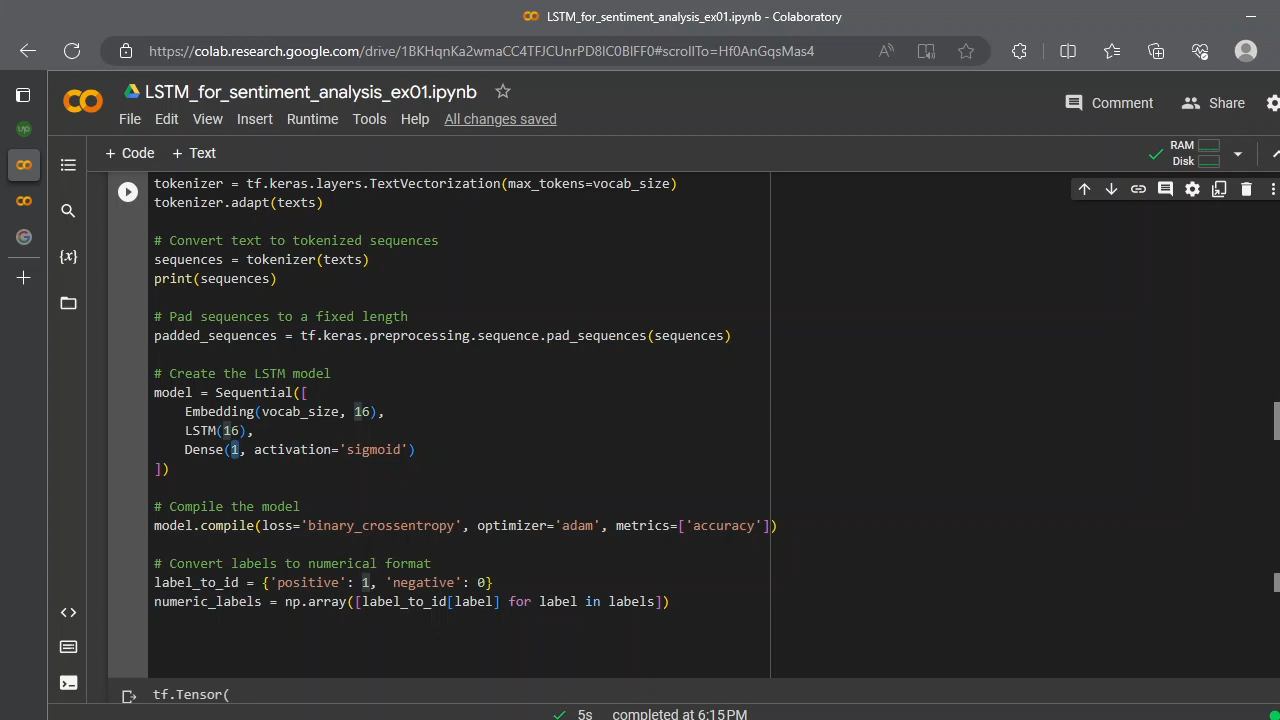 LSTM_for_sentiment_analysis_ex01.ipynb - Colaboratory
https://colab.research.google.com/drive/1BKHqnKa2wmaCC4TFJCUnrPD8IC0BIFF0#scrollTo=Hf0AnGqsMas4
LSTM_for_sentiment_analysis_ex01.ipynb
File Edit View Insert Runtime Tools Help All changes saved
Comment Share
+ Code + Text
RAM
Disk
tokenizer = tf.keras.layers.TextVectorization(max_tokens=vocab_size)
tokenizer.adapt(texts)
# Convert text to tokenized sequences
sequences = tokenizer(texts)
print(sequences)
# Pad sequences to a fixed length
padded_sequences = tf.keras.preprocessing.sequence.pad_sequences(sequences)
# Create the LSTM model
model = Sequential([
Embedding(vocab_size, 16),
LSTM(16),
Dense(1, activation='sigmoid')
])
# Compile the model
model.compile(loss='binary_crossentropy', optimizer='adam', metrics=['accuracy'])
# Convert labels to numerical format
label_to_id = {'positive': 1, 'negative': 0}
numeric_labels = np.array([label_to_id[label] for label in labels])
tf.Tensor(
5s completed at 6:15 PM